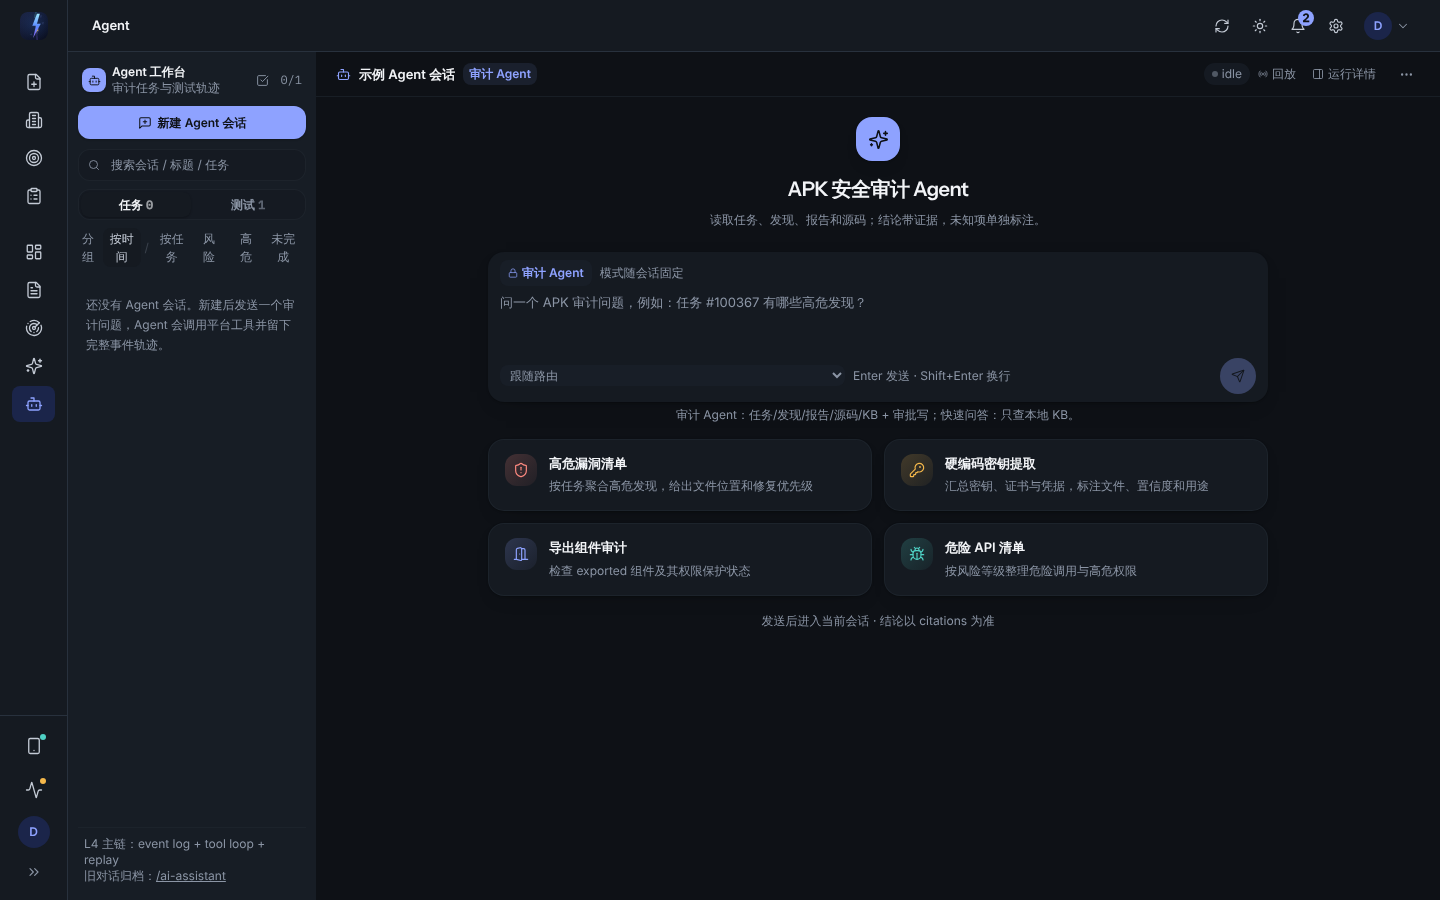 Agent
2
D
Agent 工作台
审计任务与测试轨迹
0/1
新建 Agent 会话
搜索会话 / 标题 / 任务
任务 0
测试 1
分组
按时间
/
按任务
风险
高危
未完成
还没有 Agent 会话。新建后发送一个审
计问题，Agent 会调用平台工具并留下
完整事件轨迹。
D
L4 主链：event log + tool loop +
replay
旧对话归档：/ai-assistant
示例 Agent 会话
审计 Agent
idle
回放
运行详情
APK 安全审计 Agent
读取任务、发现、报告和源码；结论带证据，未知项单独标注。
审计 Agent
模式随会话固定
问一个 APK 审计问题，例如：任务 #100367 有哪些高危发现？
跟随路由
Enter 发送 · Shift+Enter 换行
审计 Agent：任务/发现/报告/源码/KB + 审批写；快速问答：只查本地 KB。
高危漏洞清单
按任务聚合高危发现，给出文件位置和修复优先级
硬编码密钥提取
汇总密钥、证书与凭据，标注文件、置信度和用途
导出组件审计
检查 exported 组件及其权限保护状态
危险 API 清单
按风险等级整理危险调用与高危权限
发送后进入当前会话 · 结论以 citations 为准